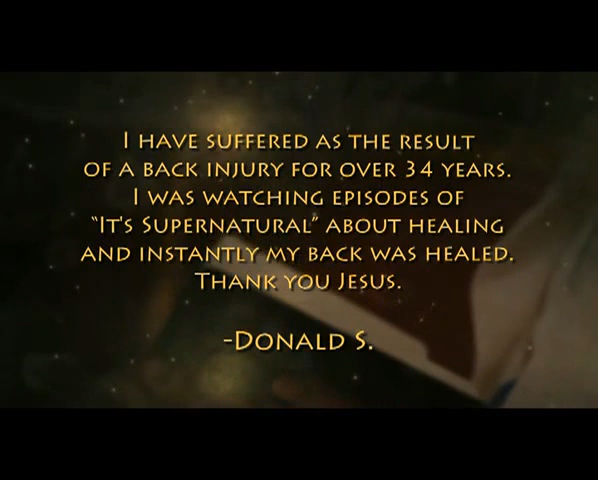 I HAVE SUFFERED AS THE RESULT
OF A BACK INJURY FOR OVER 34 YEARS.
I WAS WATCHING EPISODES OF
“IT'S SUPERNATURAL” ABOUT HEALING
AND INSTANTLY MY BACK WAS HEALED.
THANK YOU JESUS.
-DONALD S.